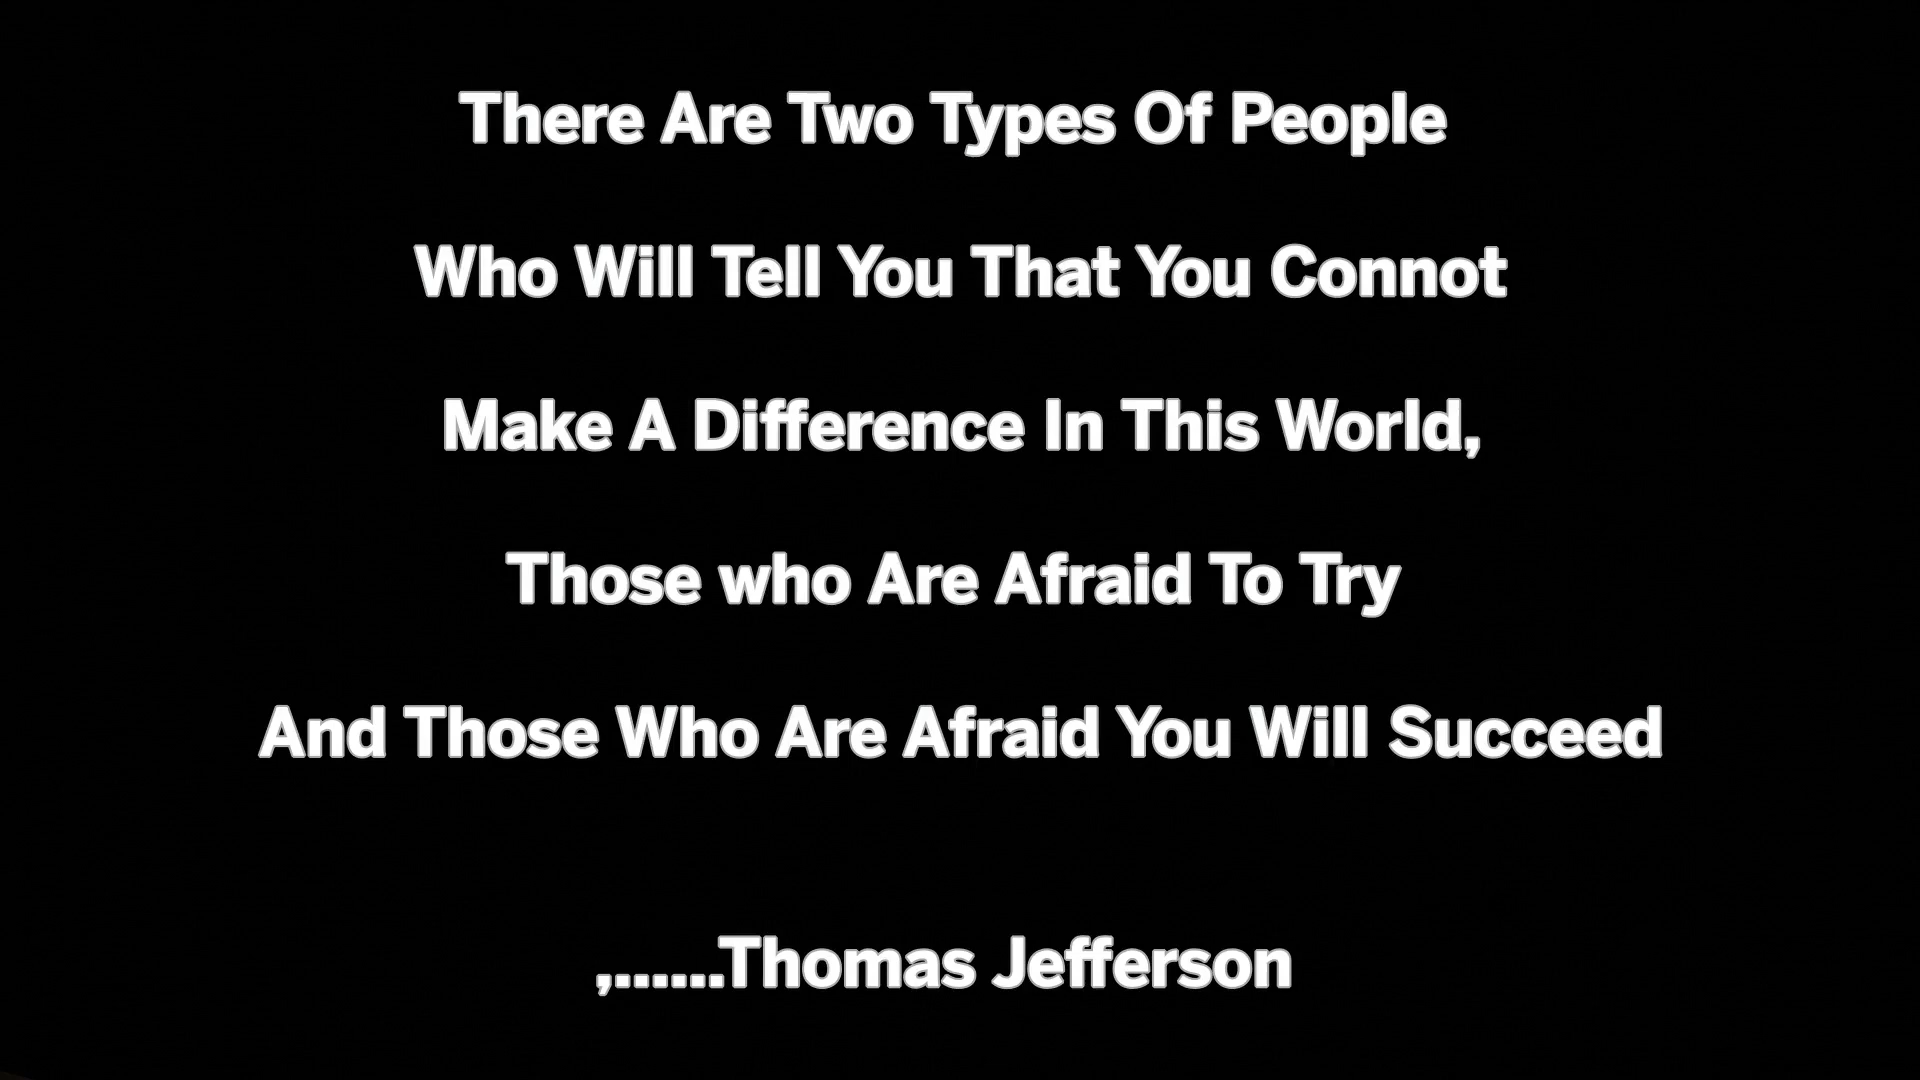 There Are Two Types Of People
Who Will Tell You That You Connot
Make A Difference In This World,
Those who Are Afraid To Try
And Those Who Are Afraid You Will Succeed
,......Thomas Jefferson